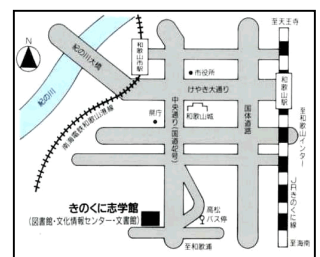 至天王寺
紀の川大橋
和歌山市駅
市役所
和歌山駅
けやき大通り
紀の川
南海電鉄和歌山線
県庁
和歌山城
中央通り(国道42号)
国体道路
至和歌山インター
きのくに志学館
(図書館・文化情報センター・文書館)
高松
バス停
JRきのくに線
至和歌浦
至海南